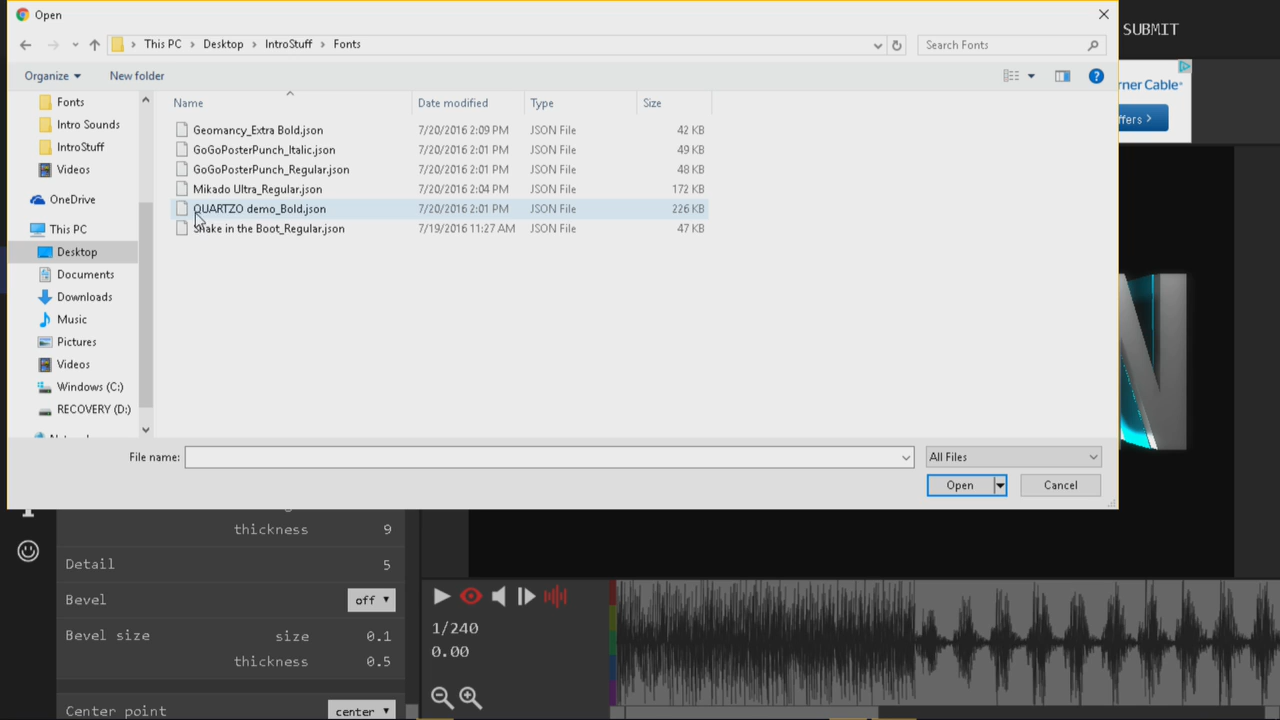 Open
SUBMIT
This PC > Desktop > IntroStuff > Fonts
Search Fonts
Organize
New folder
rner Cable
ffers >
Name
Date modified
Type
Size
Fonts
Intro Sounds
IntroStuff
Videos
OneDrive
This PC
Desktop
Documents
Downloads
Music
Pictures
Videos
Windows (C:)
RECOVERY (D:)
Geomancy_Extra Bold.json 7/20/2016 2:09 PM JSON File 42 KB
GoGoPosterPunch_Italic.json 7/20/2016 2:01 PM JSON File 49 KB
GoGoPosterPunch_Regular.json 7/20/2016 2:01 PM JSON File 48 KB
Mikado Ultra_Regular.json 7/20/2016 2:04 PM JSON File 172 KB
QUARTZO demo_Bold.json 7/20/2016 2:01 PM JSON File 226 KB
Snake in the Boot_Regular.json 7/19/2016 11:27 AM JSON File 47 KB
N
File name:
All Files
Open
Cancel
thickness 9
Detail 5
Bevel off
Bevel size size 0.1
thickness 0.5
Center point center
1/240
0.00